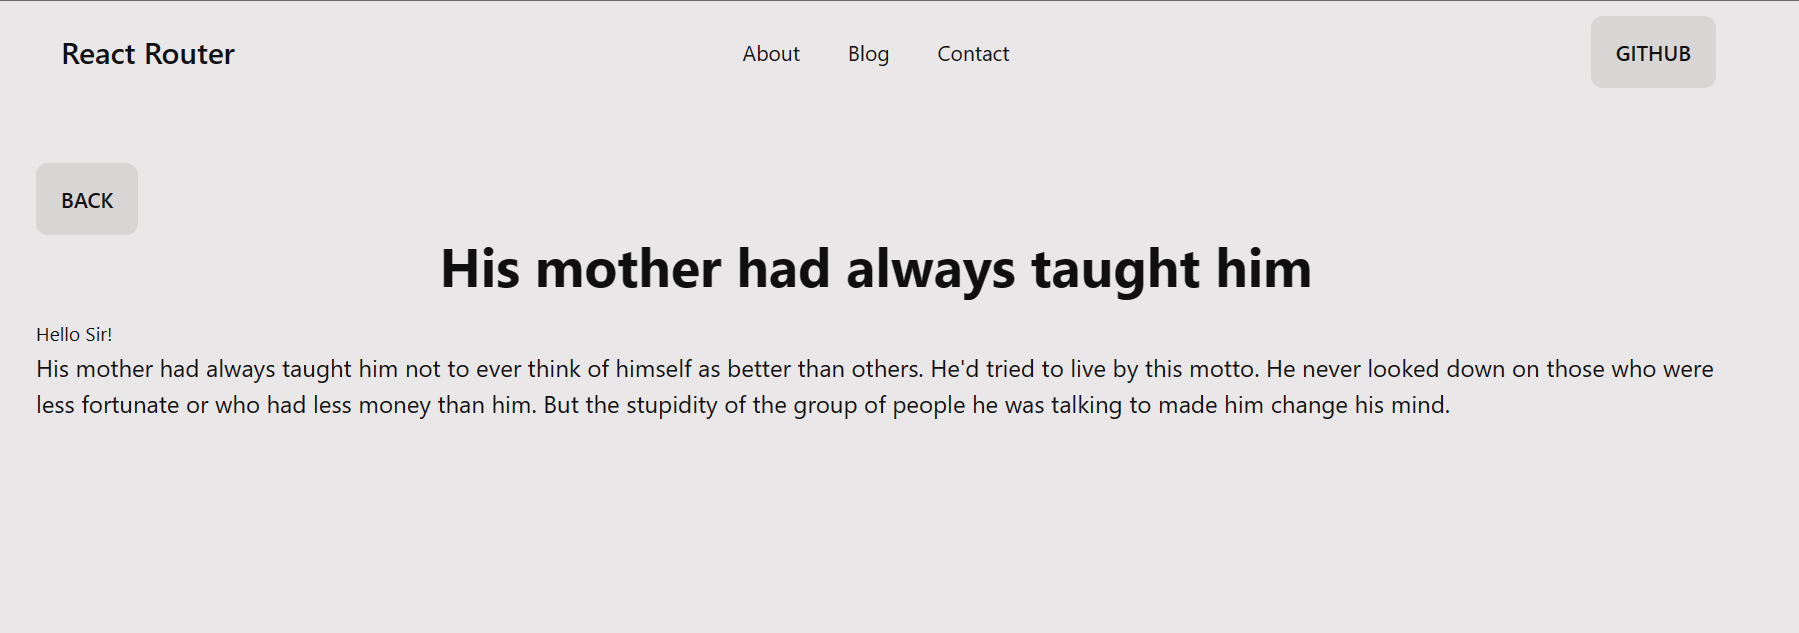 React Router
About
Blog
Contact
GITHUB
BACK
His mother had always taught him
Hello Sir!
His mother had always taught him not to ever think of himself as better than others. He'd tried to live by this motto. He never looked down on those who were
less fortunate or who had less money than him. But the stupidity of the group of people he was talking to made him change his mind.